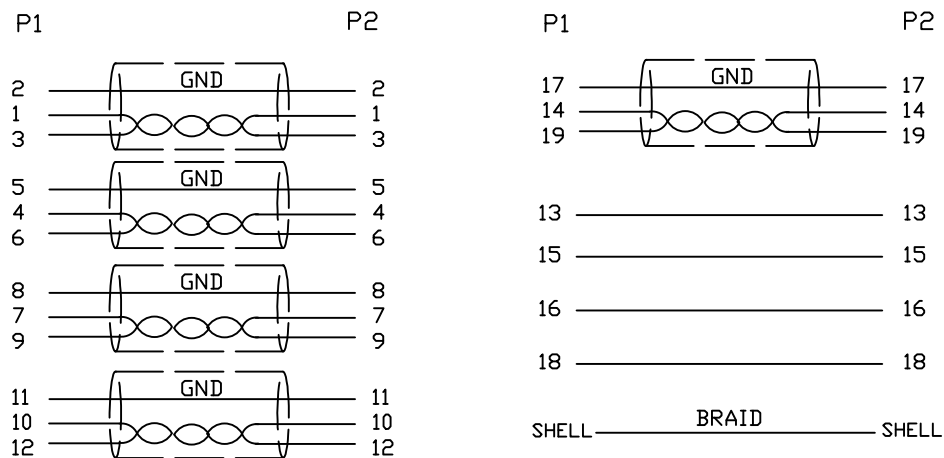 P1 P2
GND
2 2
1 1
3 3
GND
5 5
4 4
6 6
GND
8 8
7 7
9 9
GND
11 11
10 10
12 12
P1 P2
GND
17 17
14 14
19 19
13 13
15 15
16 16
18 18
BRAID
SHELL SHELL